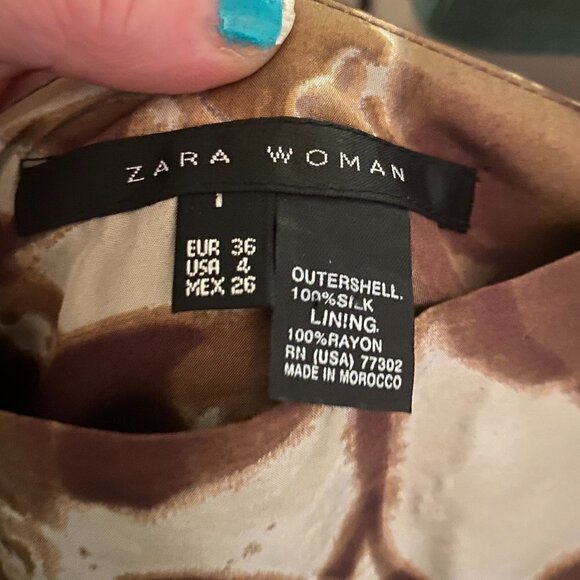 ZARA WOMAN
EUR 36
USA 4
MEX 26
OUTERSHELL.
100%SILK
LINING.
100%RAYON
RN (USA) 77302
MADE IN MOROCCO